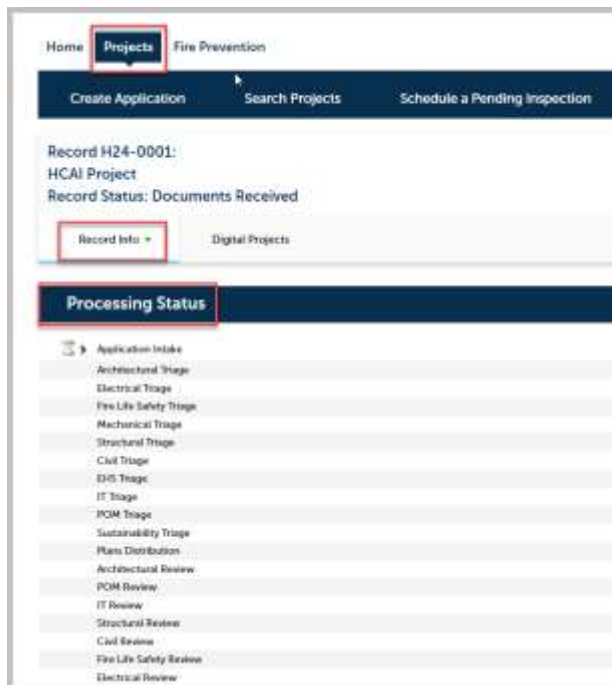 Home Projects Fire Prevention
Create Application Search Projects Schedule a Pending Inspection
Record H24-0001:
HCAI Project
Record Status: Documents Received
Record Info Digital Projects
Processing Status
Application Intake
Architectural Triage
Electrical Triage
Fire Life Safety Triage
Mechanical Triage
Structural Triage
Civil Triage
EHS Triage
IT Triage
POM Triage
Sustainability Triage
Plans Distribution
Architectural Review
POM Review
IT Review
Structural Review
Civil Review
Fire Life Safety Review
Electrical Review